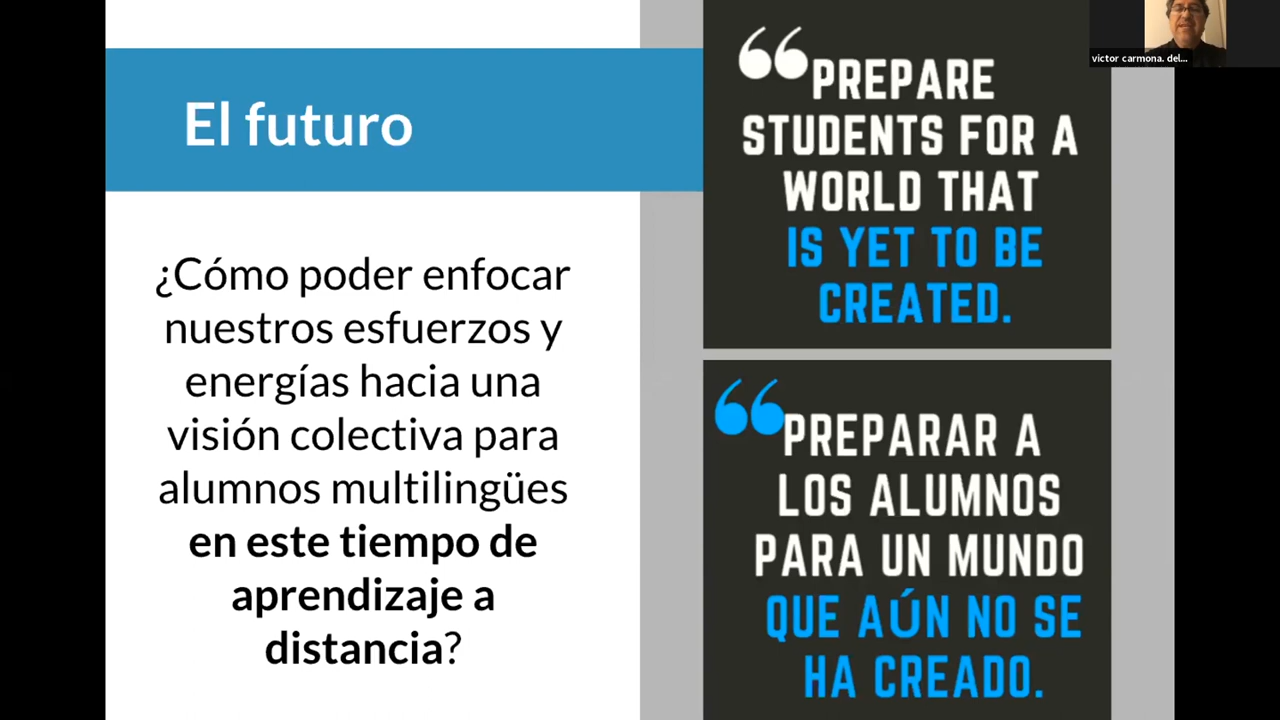 El futuro
¿Cómo poder enfocar
nuestros esfuerzos y
energías hacia una
visión colectiva para
alumnos multilingües
en este tiempo de
aprendizaje a
distancia?
“PREPARE
STUDENTS FOR A
WORLD THAT
IS YET TO BE
CREATED.
“PREPARAR A
LOS ALUMNOS
PARA UN MUNDO
QUE AÚN NO SE
HA CREADO.
victor carmona. del...